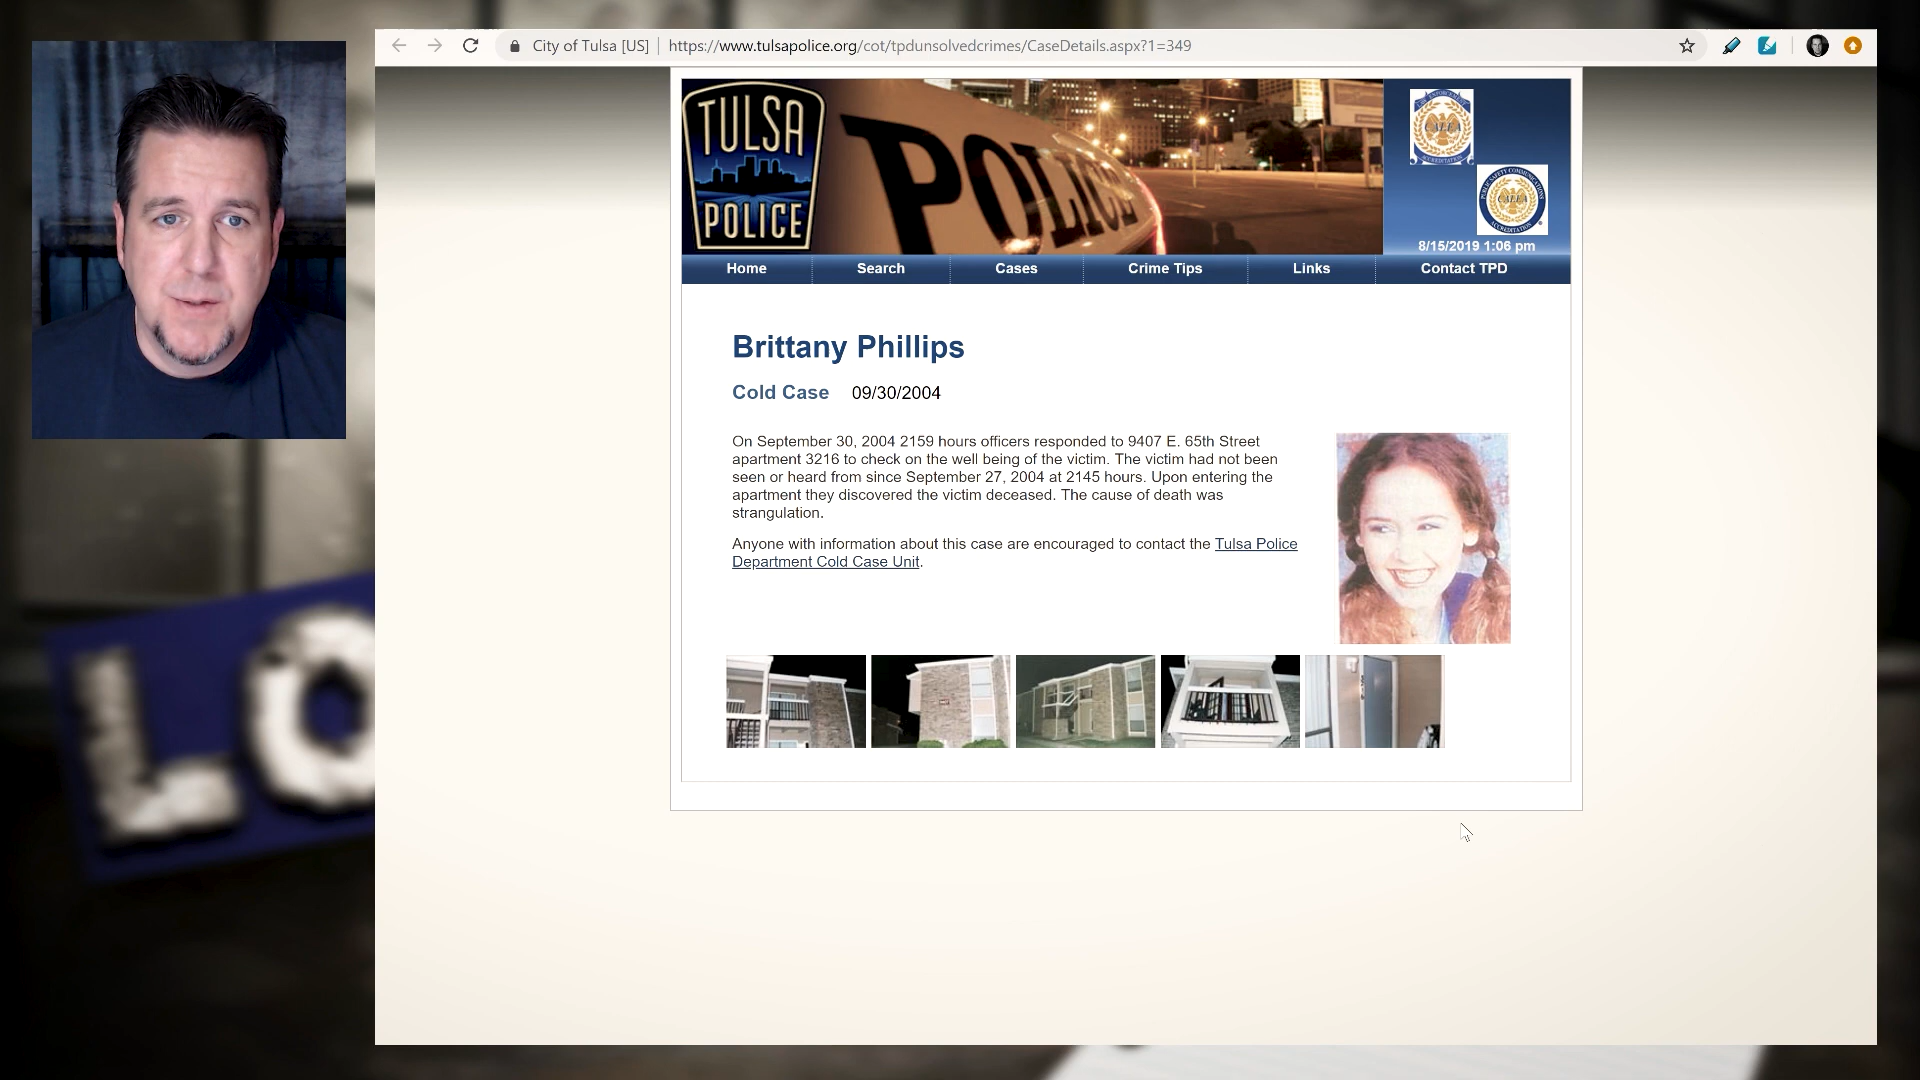 City of Tulsa [US] | https://www.tulsapolice.org/cot/tpdunsolvedcrimes/CaseDetails.aspx?1=349
TULSA
POLICE
POLICE
CALEA
ACCREDITATION
CALEA
8/15/2019 1:06 pm
Home Search Cases Crime Tips Links Contact TPD
Brittany Phillips
Cold Case 09/30/2004
On September 30, 2004 2159 hours officers responded to 9407 E. 65th Street
apartment 3216 to check on the well being of the victim. The victim had not been
seen or heard from since September 27, 2004 at 2145 hours. Upon entering the
apartment they discovered the victim deceased. The cause of death was
strangulation.
Anyone with information about this case are encouraged to contact the Tulsa Police
Department Cold Case Unit.
LO